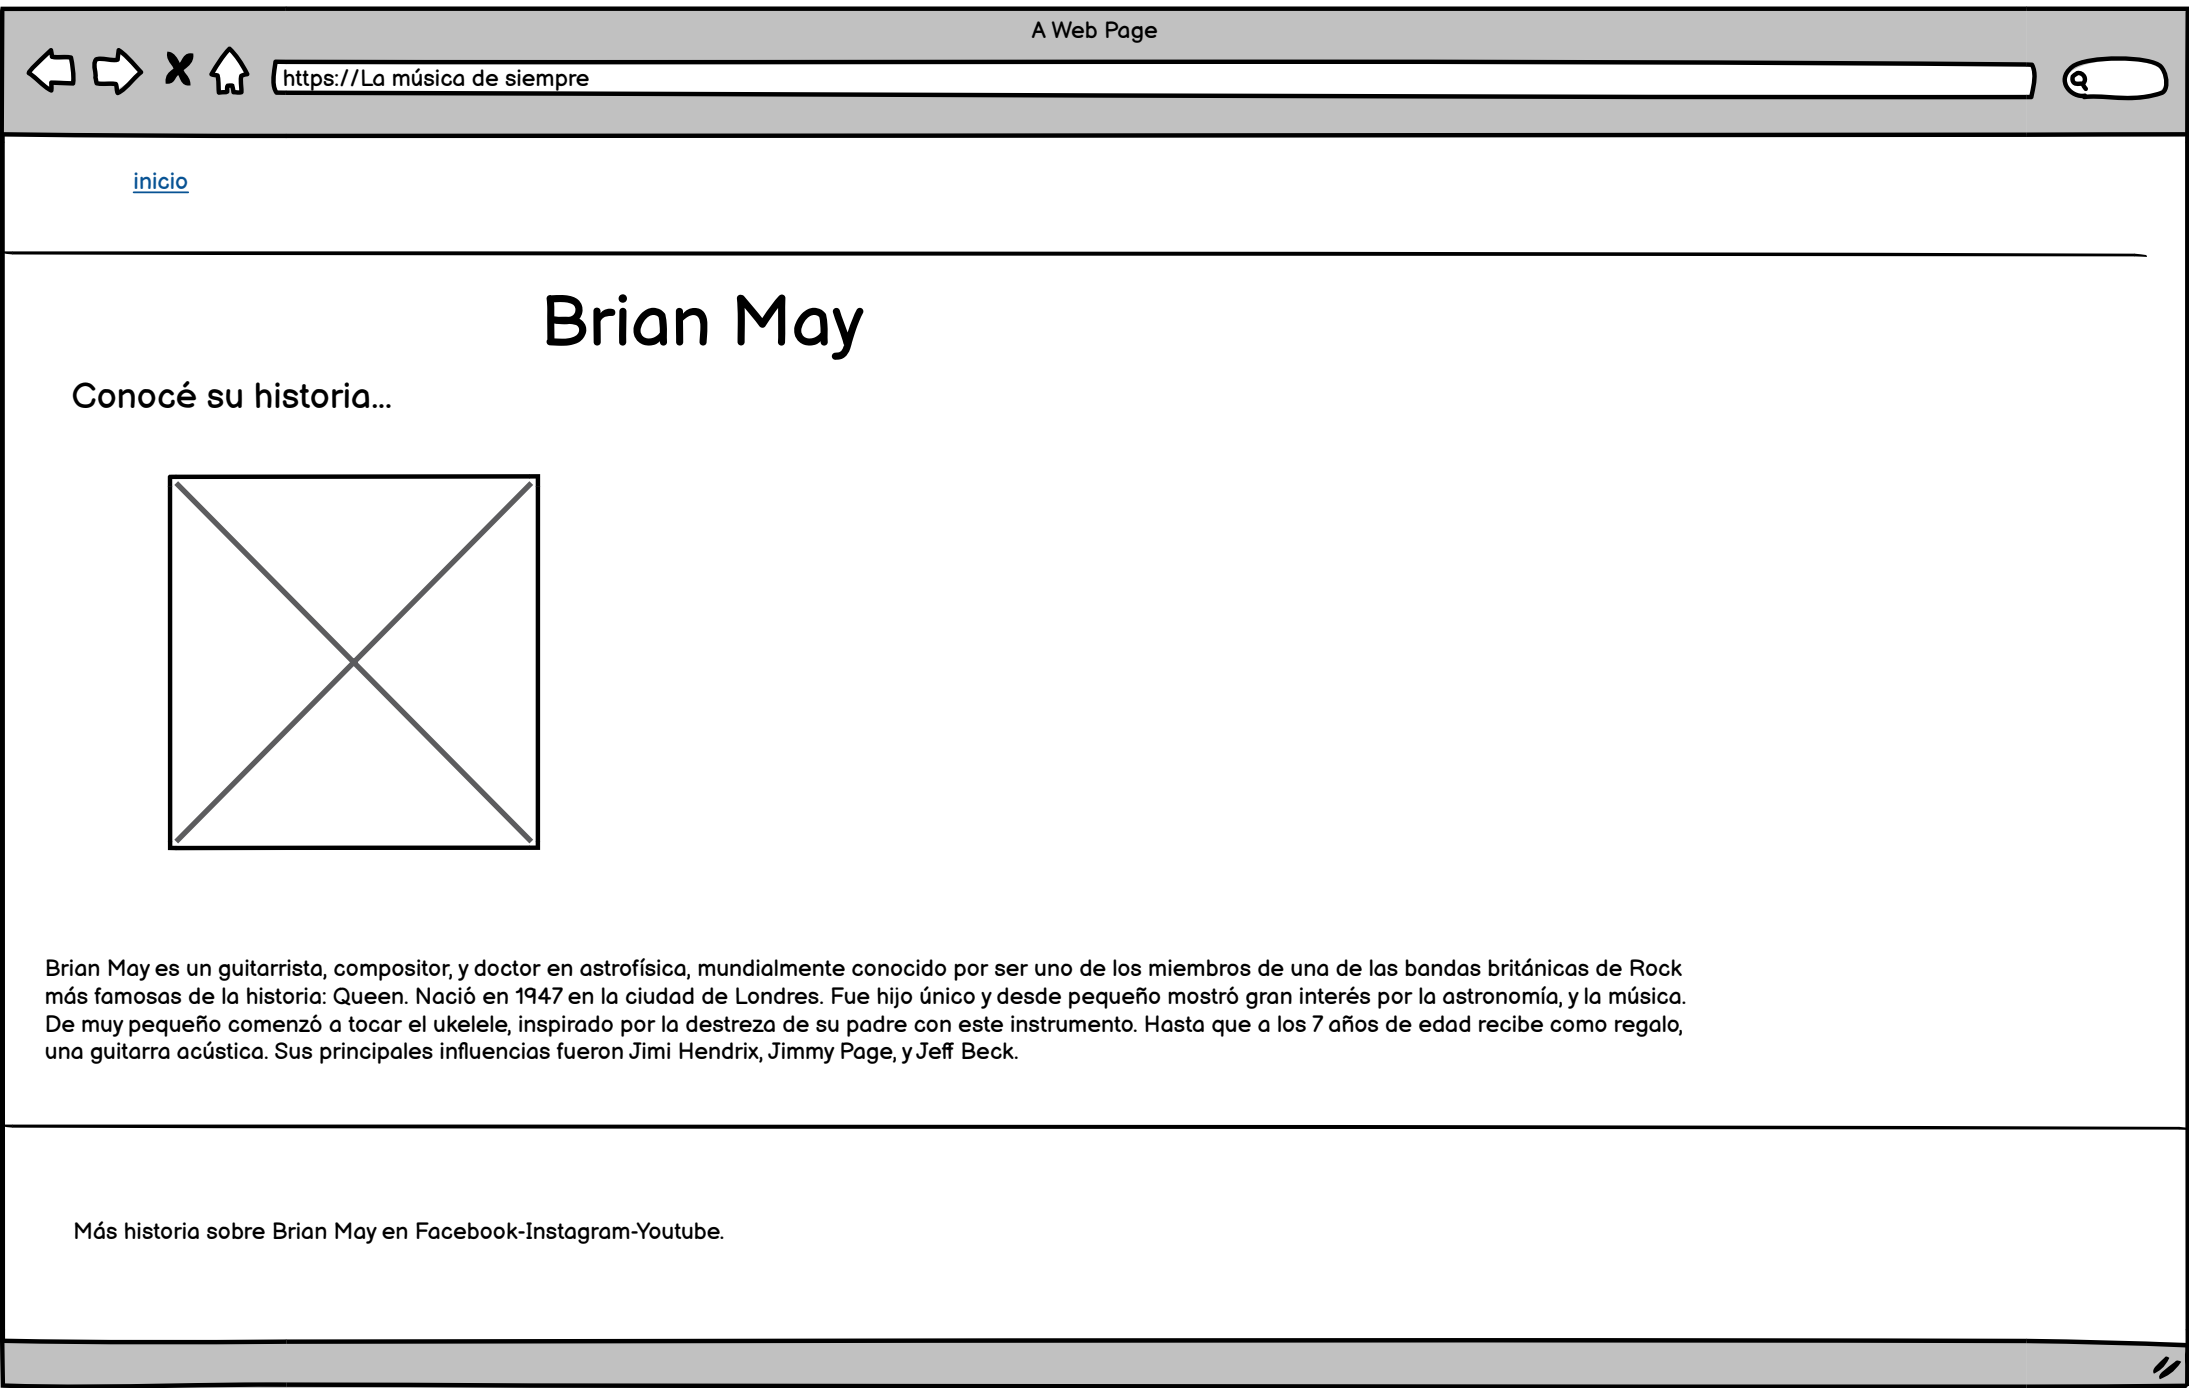 A Web Page
https://La música de siempre
inicio
Brian May
Conocé su historia...
Brian May es un guitarrista, compositor, y doctor en astrofísica, mundialmente conocido por ser uno de los miembros de una de las bandas británicas de Rock
más famosas de la historia: Queen. Nació en 1947 en la ciudad de Londres. Fue hijo único y desde pequeño mostró gran interés por la astronomía, y la música.
De muy pequeño comenzó a tocar el ukelele, inspirado por la destreza de su padre con este instrumento. Hasta que a los 7 años de edad recibe como regalo,
una guitarra acústica. Sus principales influencias fueron Jimi Hendrix, Jimmy Page, y Jeff Beck.
Más historia sobre Brian May en Facebook-Instagram-Youtube.